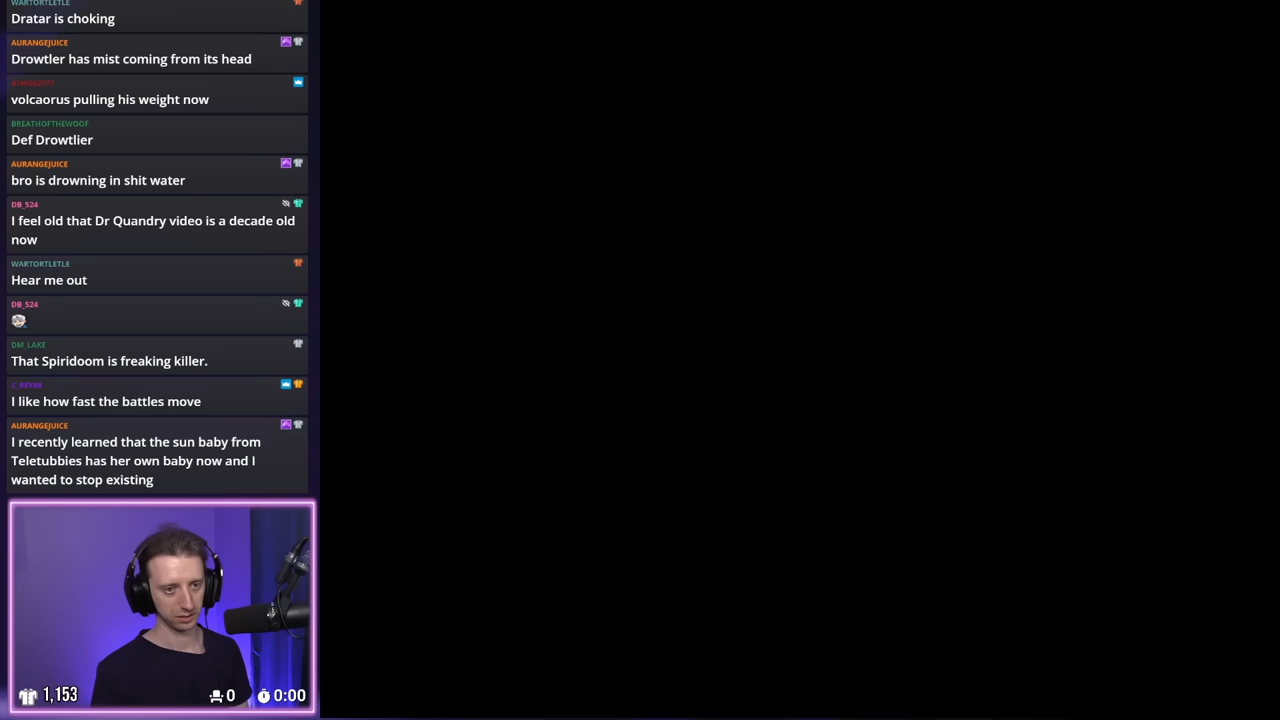 WARTORTLETLE
Dratar is choking
AURANGEJUICE
Drowtler has mist coming from its head
volcaorus pulling his weight now
BREATHOFTHEWOOF
Def Drowtlier
AURANGEJUICE
bro is drowning in shit water
DB_524
I feel old that Dr Quandry video is a decade old
now
WARTORTLETLE
Hear me out
DB_524
DM_LAKE
That Spiridoom is freaking killer.
I like how fast the battles move
AURANGEJUICE
I recently learned that the sun baby from
Teletubbies has her own baby now and I
wanted to stop existing
1,153
0
0:00